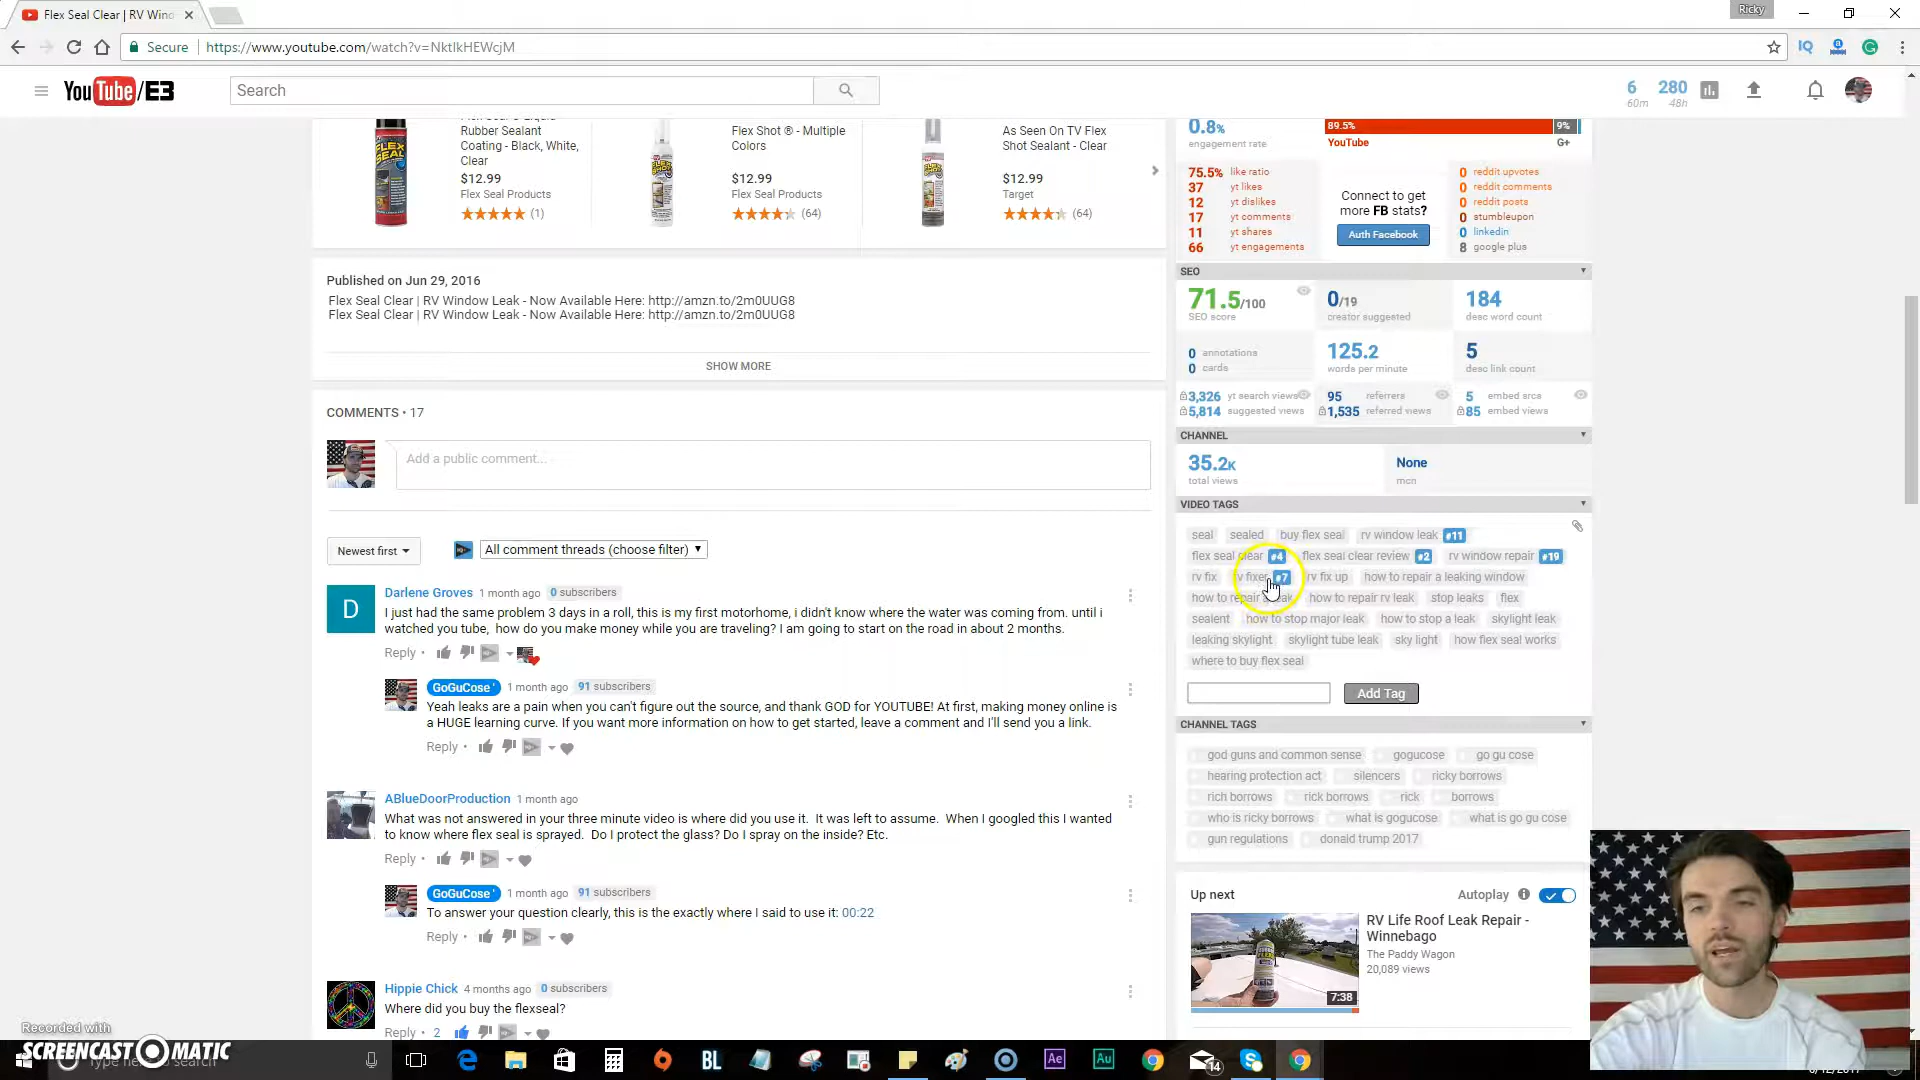 Flex Seal Clear | RV Wind
Ricky
Secure
https://www.youtube.com/watch?v=NktIkHEWcjM
YouTube/E3
Search
6
60m
280
48h
Rubber Sealant
Coating - Black, White,
Clear
$12.99
Flex Seal Products
(1)
Flex Shot ® - Multiple
Colors
$12.99
Flex Seal Products
(64)
As Seen On TV Flex
Shot Sealant - Clear
$12.99
Target
(64)
Published on Jun 29, 2016
Flex Seal Clear | RV Window Leak - Now Available Here: http://amzn.to/2m0UUG8
Flex Seal Clear | RV Window Leak - Now Available Here: http://amzn.to/2m0UUG8
SHOW MORE
COMMENTS • 17
Add a public comment...
Newest first
All comment threads (choose filter)
D
Darlene Groves 1 month ago 0 subscribers
I just had the same problem 3 days in a roll, this is my first motorhome, i didn't know where the water was coming from. until i
watched you tube, how do you make money while you are traveling? I am going to start on the road in about 2 months.
Reply •
GoGuCose 1 month ago 91 subscribers
Yeah leaks are a pain when you can't figure out the source, and thank GOD for YOUTUBE! At first, making money online is
a HUGE learning curve. If you want more information on how to get started, leave a comment and I'll send you a link.
Reply •
ABlueDoorProduction 1 month ago
What was not answered in your three minute video is where did you use it. It was left to assume. When I googled this I wanted
to know where flex seal is sprayed. Do I protect the glass? Do I spray on the inside? Etc.
Reply •
GoGuCose 1 month ago 91 subscribers
To answer your question clearly, this is the exactly where I said to use it: 00:22
Reply •
Hippie Chick 4 months ago 0 subscribers
Where did you buy the flexseal?
Reply • 2
0.8%
engagement rate
89.5%
9%
YouTube
G+
75.5% like ratio
37 yt likes
12 yt dislikes
17 yt comments
11 yt shares
66 yt engagements
Connect to get
more FB stats?
Auth Facebook
0 reddit upvotes
0 reddit comments
0 reddit posts
0 stumbleupon
0 linkedin
8 google plus
SEO
71.5/100
SEO score
0/19
creator suggested
184
desc word count
0 annotations
0 cards
125.2
words per minute
5
desc link count
3,326 yt search views
5,814 suggested views
95 referrers
1,535 referred views
5 embed srcs
85 embed views
CHANNEL
35.2K
total views
None
mcn
VIDEO TAGS
seal sealed buy flex seal rv window leak #11
flex seal clear #4 flex seal clear review #2 rv window repair #19
rv fix rv fixer #7 rv fix up how to repair a leaking window
how to repair a leak how to repair rv leak stop leaks flex
sealent how to stop major leak how to stop a leak skylight leak
leaking skylight skylight tube leak sky light how flex seal works
where to buy flex seal
Add Tag
CHANNEL TAGS
god guns and common sense gogucose go gu cose
hearing protection act silencers ricky borrows
rich borrows rick borrows rick borrows
who is ricky borrows what is gogucose what is go gu cose
gun regulations donald trump 2017
Up next
Autoplay
RV Life Roof Leak Repair -
Winnebago
The Paddy Wagon
20,089 views
7:38
Recorded with
SCREENCAST O MATIC
BL
Ae
Au
14